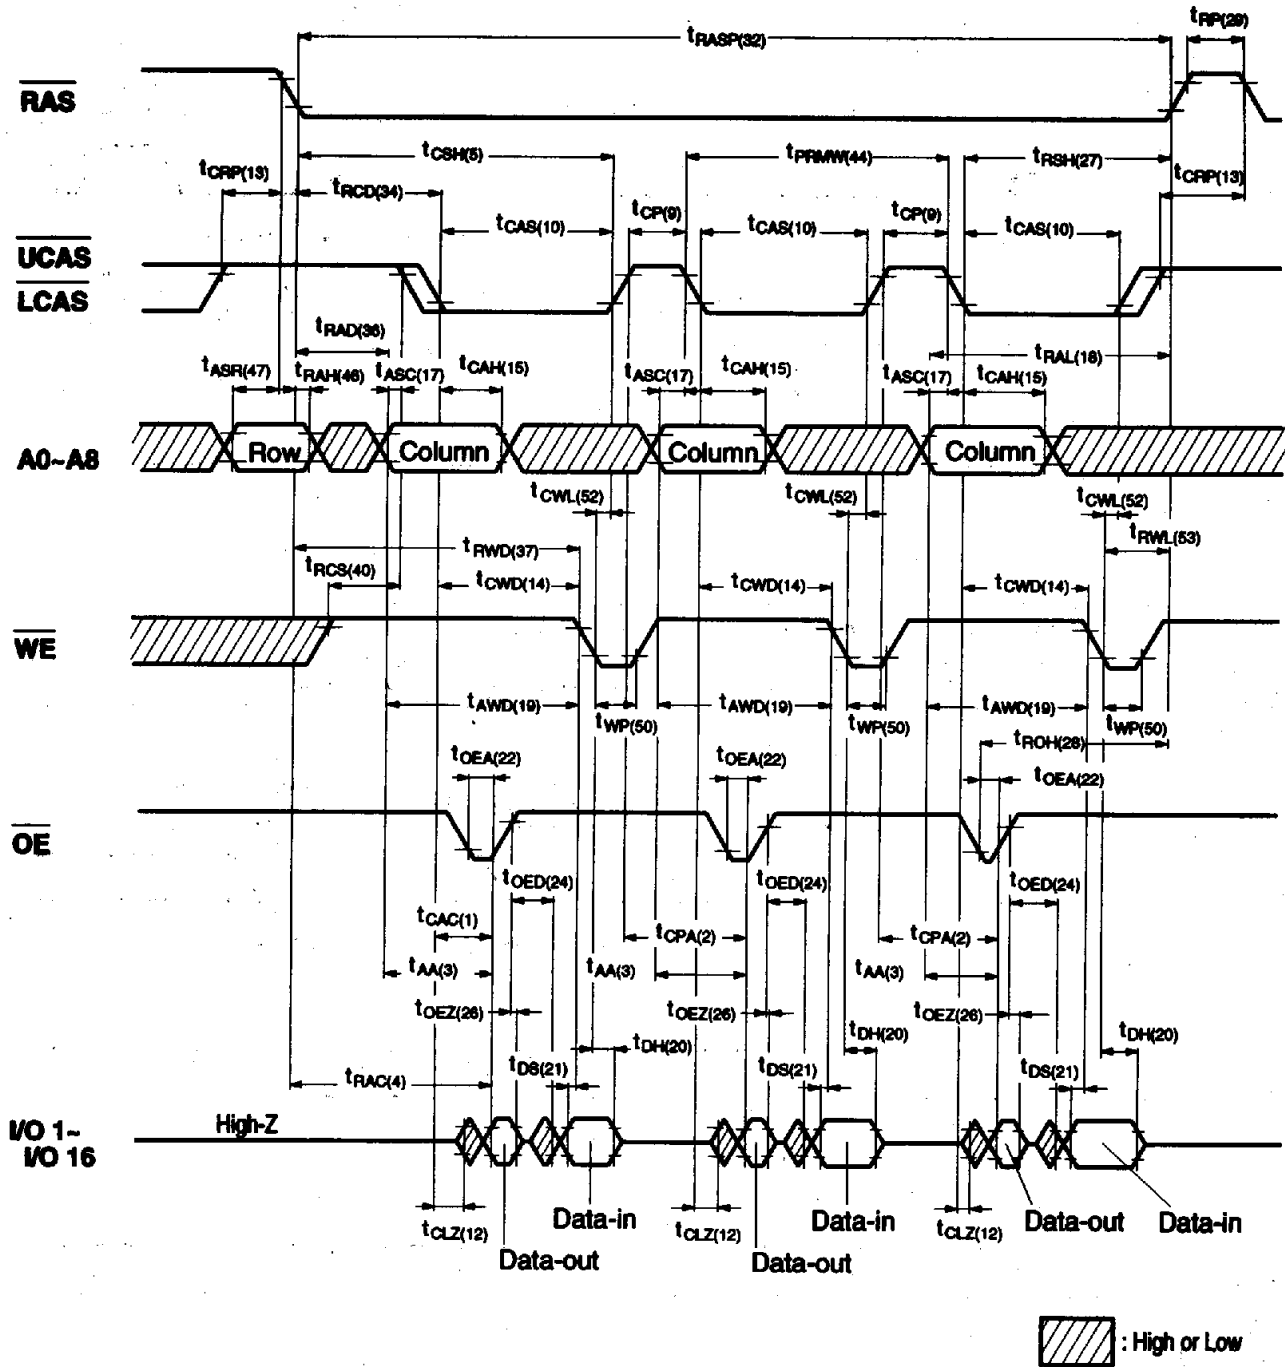 tRP(29)
tRASP(32)
RAS
tCSH(5)
tPRMW(44)
tRSH(27)
tCRP(13)
tRCD(34)
tCRP(13)
tCAS(10)
tCP(9)
tCAS(10)
tCP(9)
tCAS(10)
UCAS
LCAS
tRAD(36)
tRAL(18)
tASR(47)
tRAH(46)
tASC(17)
tCAH(15)
tASC(17)
tCAH(15)
tASC(17)
tCAH(15)
A0~A8
Row
Column
Column
Column
tCWL(52)
tCWL(52)
tCWL(52)
tRWD(37)
tRWL(53)
tRCS(40)
tCWD(14)
tCWD(14)
tCWD(14)
WE
tAWD(19)
tWP(50)
tAWD(19)
tWP(50)
tAWD(19)
tWP(50)
tROH(28)
tOEA(22)
tOEA(22)
tOEA(22)
OE
tOED(24)
tOED(24)
tOED(24)
tCAC(1)
tCPA(2)
tCPA(2)
tAA(3)
tAA(3)
tAA(3)
tOEZ(26)
tOEZ(26)
tOEZ(26)
tDH(20)
tDH(20)
tDH(20)
tRAC(4)
tDS(21)
tDS(21)
tDS(21)
I/O 1~
I/O 16
High-Z
tCLZ(12)
Data-in
tCLZ(12)
Data-in
tCLZ(12)
Data-out
Data-in
Data-out
Data-out
: High or Low